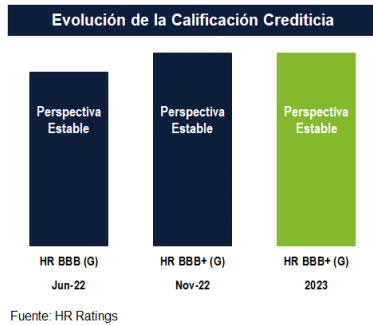 Evolución de la Calificación Crediticia
Perspectiva Estable
Perspectiva Estable
Perspectiva Estable
HR BBB (G)
HR BBB+ (G)
HR BBB+ (G)
Jun-22
Nov-22
2023
Fuente: HR Ratings